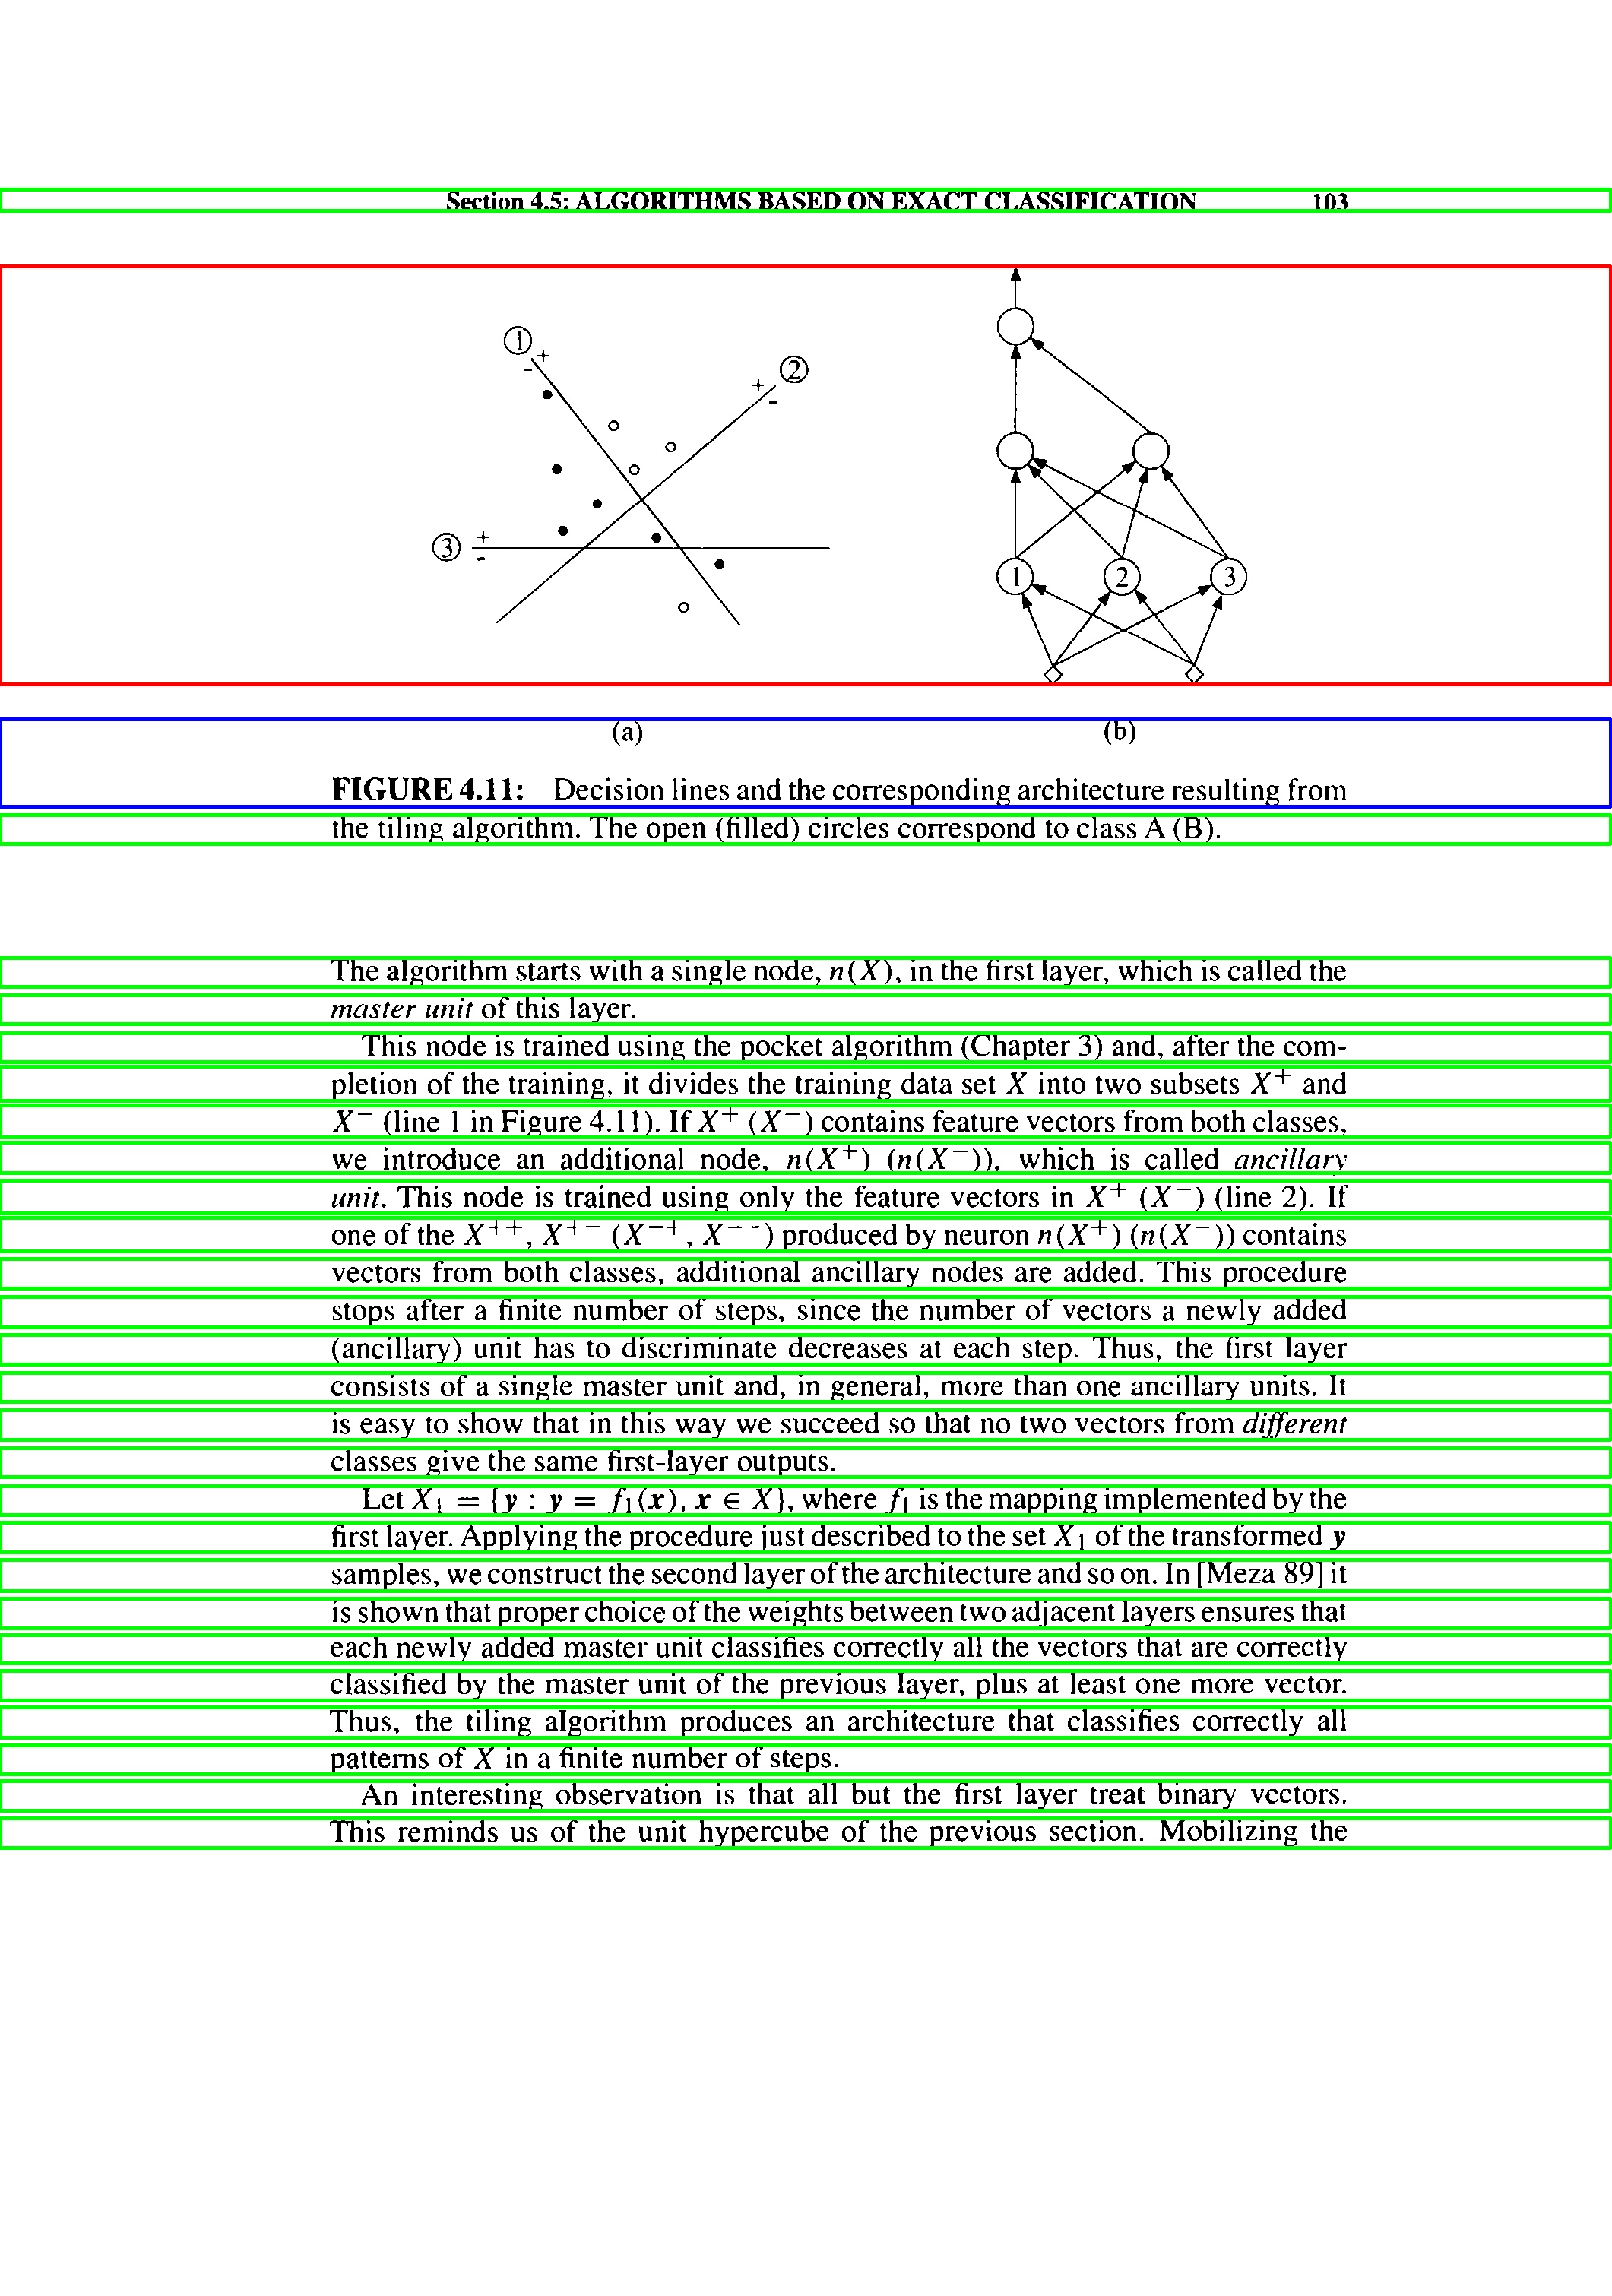 Section 4.5: ALGORITHMS BASED ON EXACT CLASSIFICATION 103
1 + -
+ - 2
3 + -
1 2 3
(a) (b)
FIGURE 4.11: Decision lines and the corresponding architecture resulting from
the tiling algorithm. The open (filled) circles correspond to class A (B).
The algorithm starts with a single node, n(X), in the first layer, which is called the
master unit of this layer.
This node is trained using the pocket algorithm (Chapter 3) and, after the com-
pletion of the training, it divides the training data set X into two subsets X⁺ and
X⁻ (line 1 in Figure 4.11). If X⁺ (X⁻) contains feature vectors from both classes,
we introduce an additional node, n(X⁺) (n(X⁻)), which is called ancillary
unit. This node is trained using only the feature vectors in X⁺ (X⁻) (line 2). If
one of the X⁺⁺, X⁺⁻ (X⁻⁺, X⁻⁻) produced by neuron n(X⁺) (n(X⁻)) contains
vectors from both classes, additional ancillary nodes are added. This procedure
stops after a finite number of steps, since the number of vectors a newly added
(ancillary) unit has to discriminate decreases at each step. Thus, the first layer
consists of a single master unit and, in general, more than one ancillary units. It
is easy to show that in this way we succeed so that no two vectors from different
classes give the same first-layer outputs.
Let X₁ = {y : y = f₁(x), x ∈ X}, where f₁ is the mapping implemented by the
first layer. Applying the procedure just described to the set X₁ of the transformed y
samples, we construct the second layer of the architecture and so on. In [Meza 89] it
is shown that proper choice of the weights between two adjacent layers ensures that
each newly added master unit classifies correctly all the vectors that are correctly
classified by the master unit of the previous layer, plus at least one more vector.
Thus, the tiling algorithm produces an architecture that classifies correctly all
patterns of X in a finite number of steps.
An interesting observation is that all but the first layer treat binary vectors.
This reminds us of the unit hypercube of the previous section. Mobilizing the